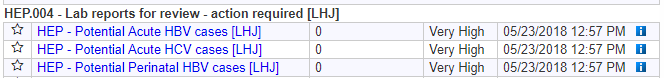 HEP.004 - Lab reports for review - action required [LHJ]
HEP - Potential Acute HBV cases [LHJ] 0 Very High 05/23/2018 12:57 PM i
HEP - Potential Acute HCV cases [LHJ] 0 Very High 05/23/2018 12:57 PM i
HEP - Potential Perinatal HBV cases [LHJ] 0 Very High 05/23/2018 12:57 PM i